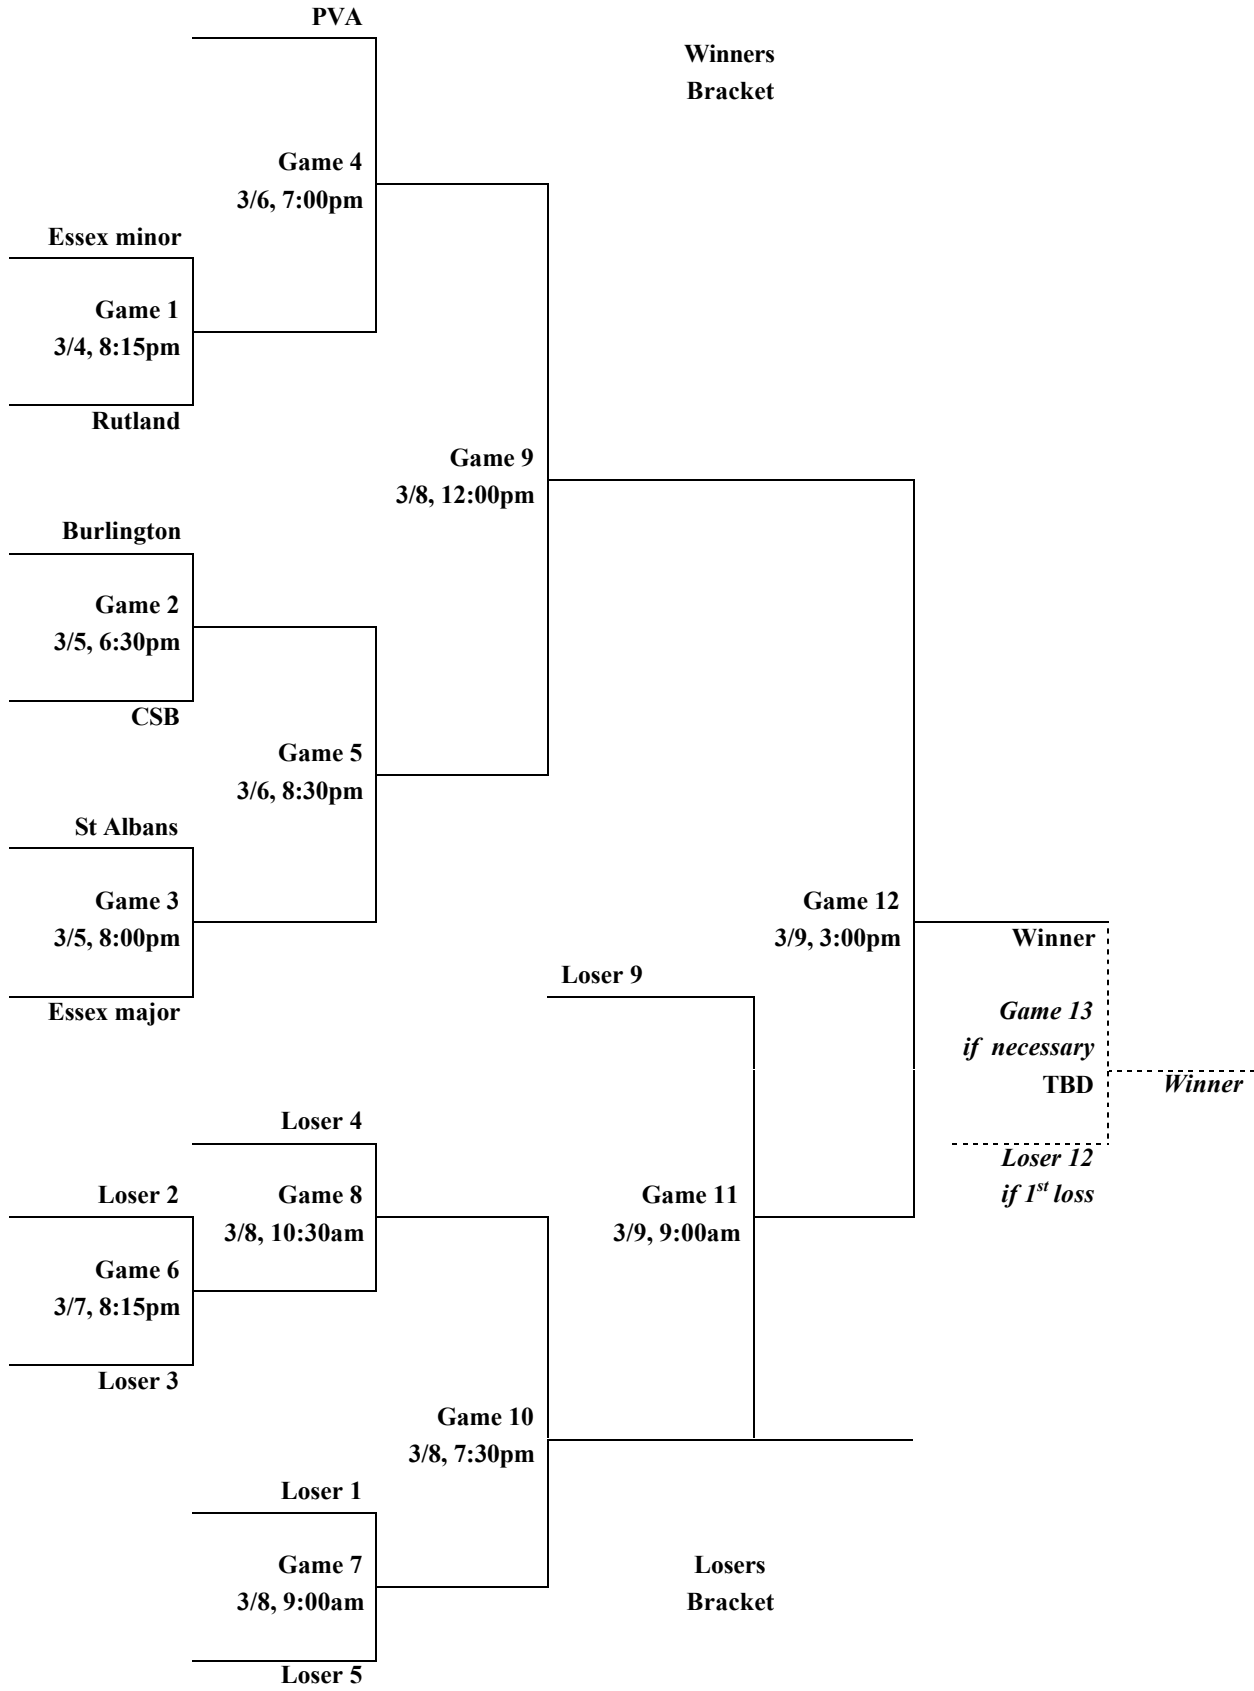 PVA
Winners
Bracket
Game 4
3/6, 7:00pm
Essex minor
Game 1
3/4, 8:15pm
Rutland
Game 9
3/8, 12:00pm
Burlington
Game 2
3/5, 6:30pm
CSB
Game 5
3/6, 8:30pm
St Albans
Game 3
3/5, 8:00pm
Essex major
Game 12
3/9, 3:00pm
Winner
Loser 9
Game 13
if necessary
TBD
Winner
Loser 12
if 1st loss
Loser 4
Loser 2
Game 8
3/8, 10:30am
Game 11
3/9, 9:00am
Game 6
3/7, 8:15pm
Loser 3
Game 10
3/8, 7:30pm
Loser 1
Game 7
3/8, 9:00am
Losers
Bracket
Loser 5